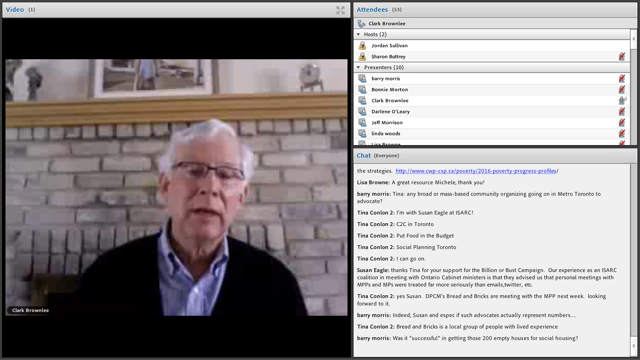 Video (1)
Clark Brownlee
Attendees (53)
Clark Brownlee
Hosts (2)
Jordan Sullivan
Sharon Buttrey
Presenters (10)
barry morris
Bonnie Morton
Clark Brownlee
Darlene O'Leary
Jeff Morrison
linda woods
Lisa Browne
Chat (Everyone)
the strategies. http://www.cwp-csp.ca/poverty/2016-poverty-progress-profiles/
Lisa Browne: A great resource Michele, thank you!
barry morris: Tina: any broad or mass-based community organizing going on in Metro Toronto to
advocate?
Tina Conlon 2: I'm with Susan Eagle at ISARC!
Tina Conlon 2: C2C in Toronto
Tina Conlon 2: Put Food in the Budget
Tina Conlon 2: Social Planning Toronto
Tina Conlon 2: I can go on.
Susan Eagle: thanks Tina for your support for the Billion or Bust Campaign. Our experience as an ISARC
coalition in meeting with Ontario Cabinet ministers is that they advised us that personal meetings with
MPPs and MPs were treated far more seriously than emails,twitter, etc.
Tina Conlon 2: yes Susan. DPCM's Bread and Bricks are meeting with the MPP next week. looking
forward to it.
barry morris: Indeed, Susan and espec if such advocates actually represent numbers....
Tina Conlon 2: Bread and Bricks is a local group of people with lived experience
barry morris: Was it "successful" in getting those 200 empty houses for social housing?